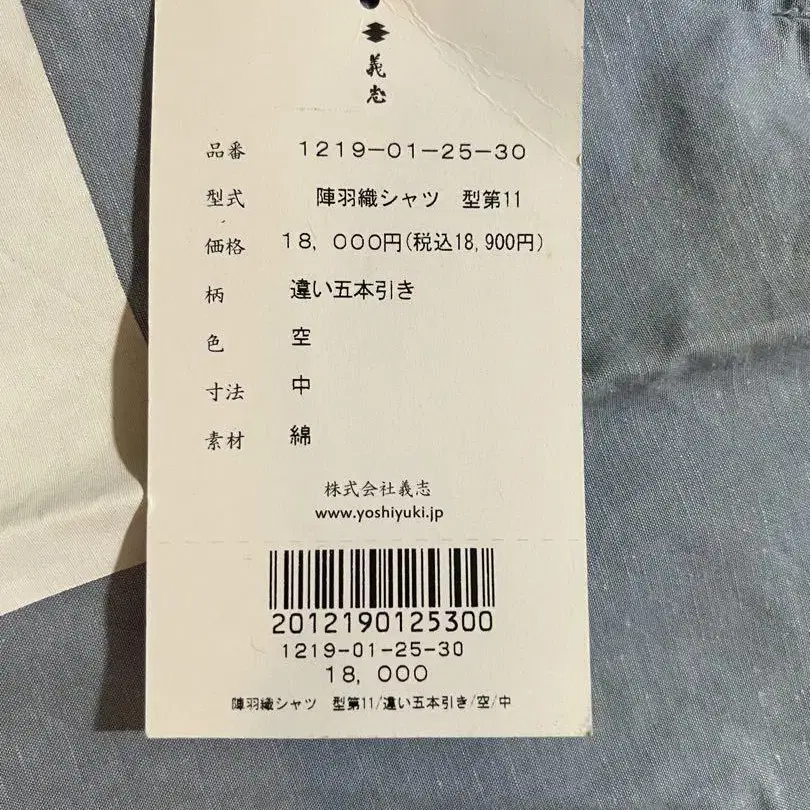 義志
品番 1219-01-25-30
型式 陣羽織シャツ 型第11
価格 18,000円(税込18,900円)
柄 違い五本引き
色 空
寸法 中
素材 綿
株式会社義志
www.yoshiyuki.jp
2012190125300
1219-01-25-30
18,000
陣羽織シャツ 型第11/違い五本引き/空/中